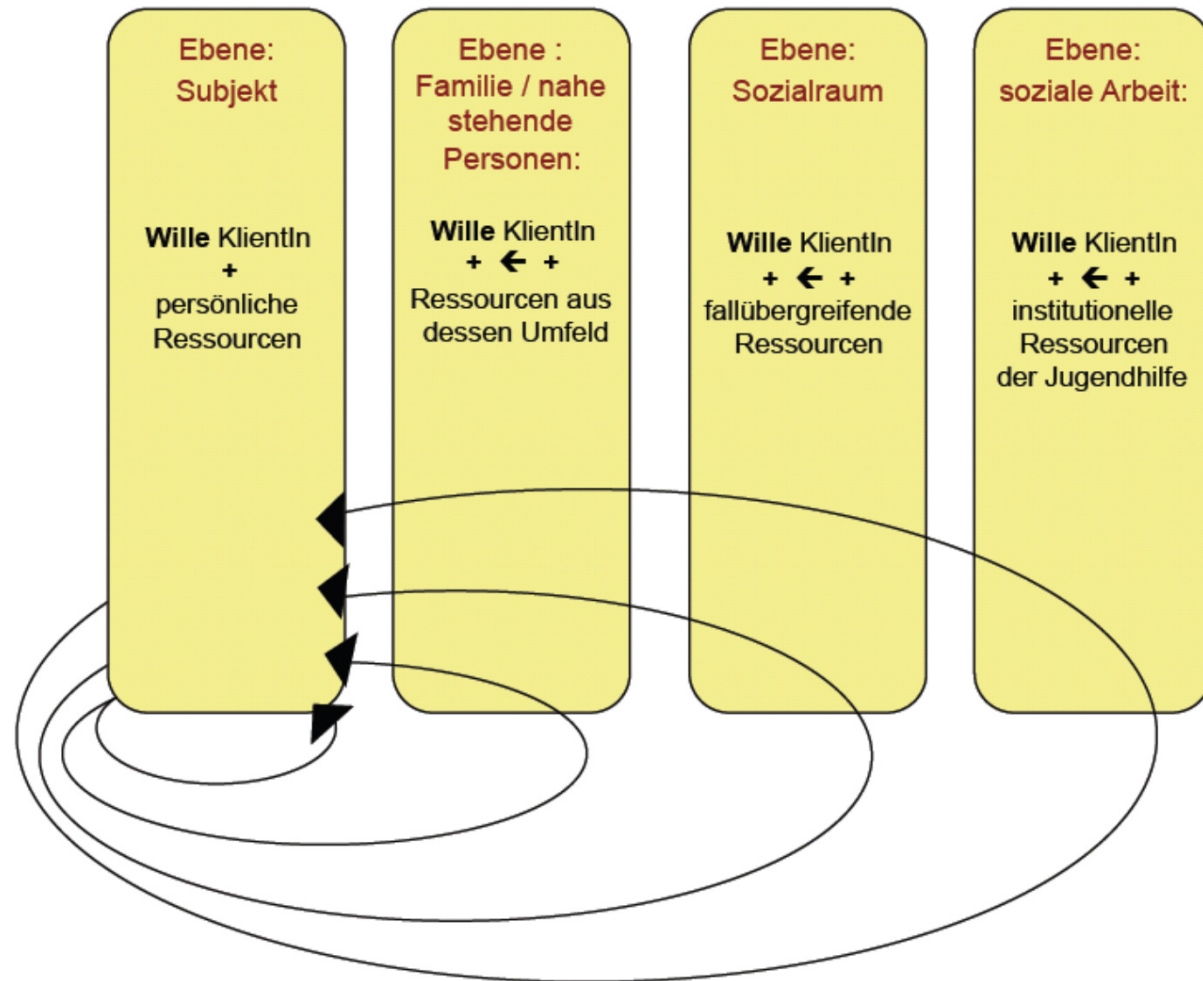 Ebene:
Subjekt
Wille KlientIn
+
persönliche
Ressourcen
Ebene :
Familie / nahe
stehende
Personen:
Wille KlientIn
+ ← +
Ressourcen aus
dessen Umfeld
Ebene:
Sozialraum
Wille KlientIn
+ ← +
fallübergreifende
Ressourcen
Ebene:
soziale Arbeit:
Wille KlientIn
+ ← +
institutionelle
Ressourcen
der Jugendhilfe